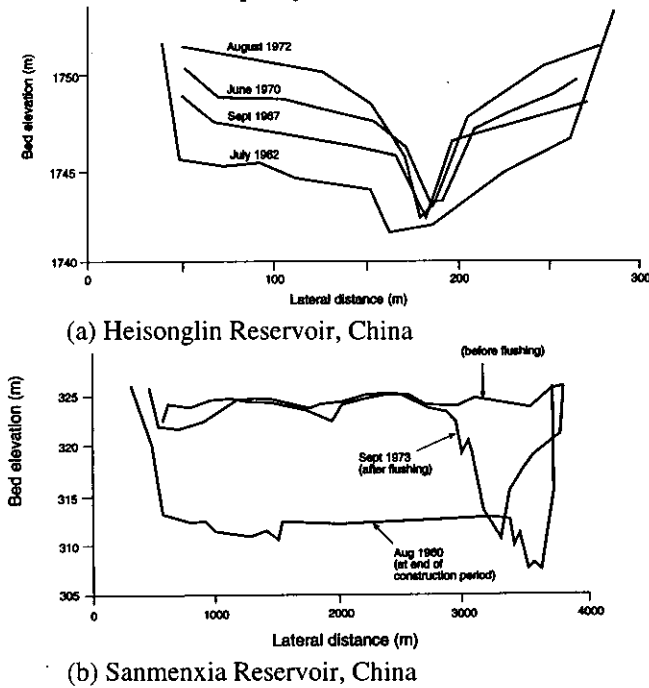 Bed elevation (m)
1750
1745
1740
August 1972
June 1970
Sept 1967
July 1962
0
100
200
300
Lateral distance (m)
(a) Heisonglin Reservoir, China
Bed elevation (m)
325
320
313
310
305
(before flushing)
Sept 1973
(after flushing)
Aug 1960
(at end of
construction period)
0
1000
2000
3000
4000
Lateral distance (m)
(b) Sanmenxia Reservoir, China